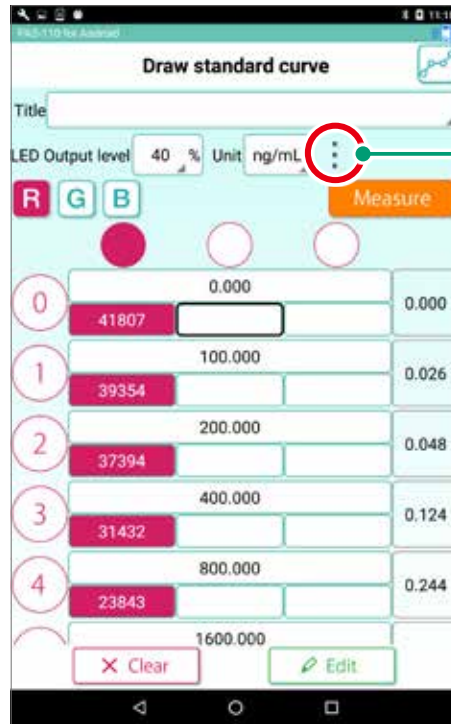 11:1
PAS-110 for Android
Draw standard curve
Title
LED Output level 40 % Unit ng/mL
R G B Measure
0.000
0 41807 0.000
100.000
1 39354 0.026
200.000
2 37394 0.048
400.000
3 31432 0.124
800.000
4 23843 0.244
1600.000
× Clear Edit